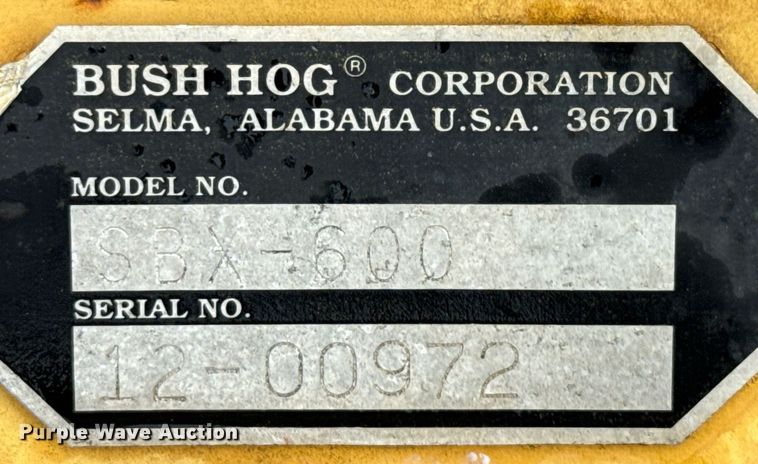 BUSH HOG® CORPORATION
SELMA, ALABAMA U.S.A. 36701
MODEL NO.
SBX-600
SERIAL NO.
12-00972
Purple Wave Auction